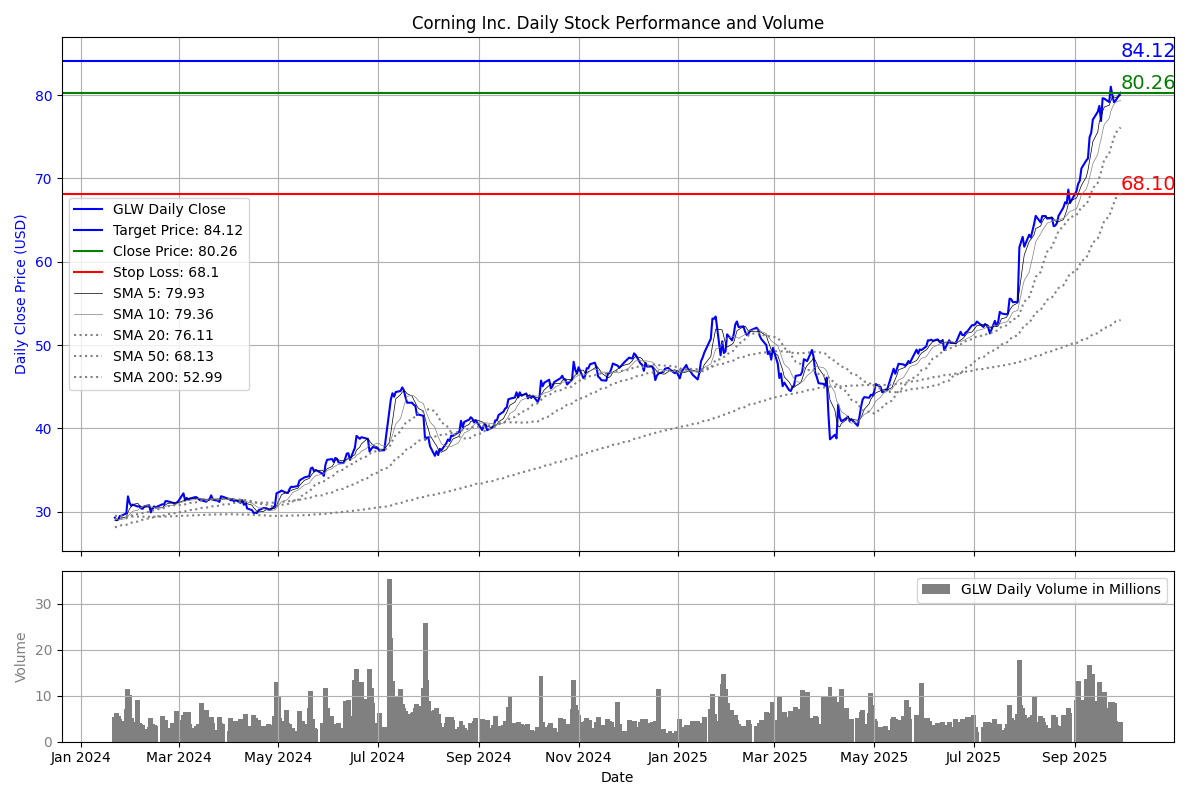 Corning Inc. Daily Stock Performance and Volume
84.12
80.26
68.10
80
70
60
50
40
30
Daily Close Price (USD)
GLW Daily Close
Target Price: 84.12
Close Price: 80.26
Stop Loss: 68.1
SMA 5: 79.93
SMA 10: 79.36
SMA 20: 76.11
SMA 50: 68.13
SMA 200: 52.99
GLW Daily Volume in Millions
30
20
10
0
Volume
Jan 2024 Mar 2024 May 2024 Jul 2024 Sep 2024 Nov 2024 Jan 2025 Mar 2025 May 2025 Jul 2025 Sep 2025
Date